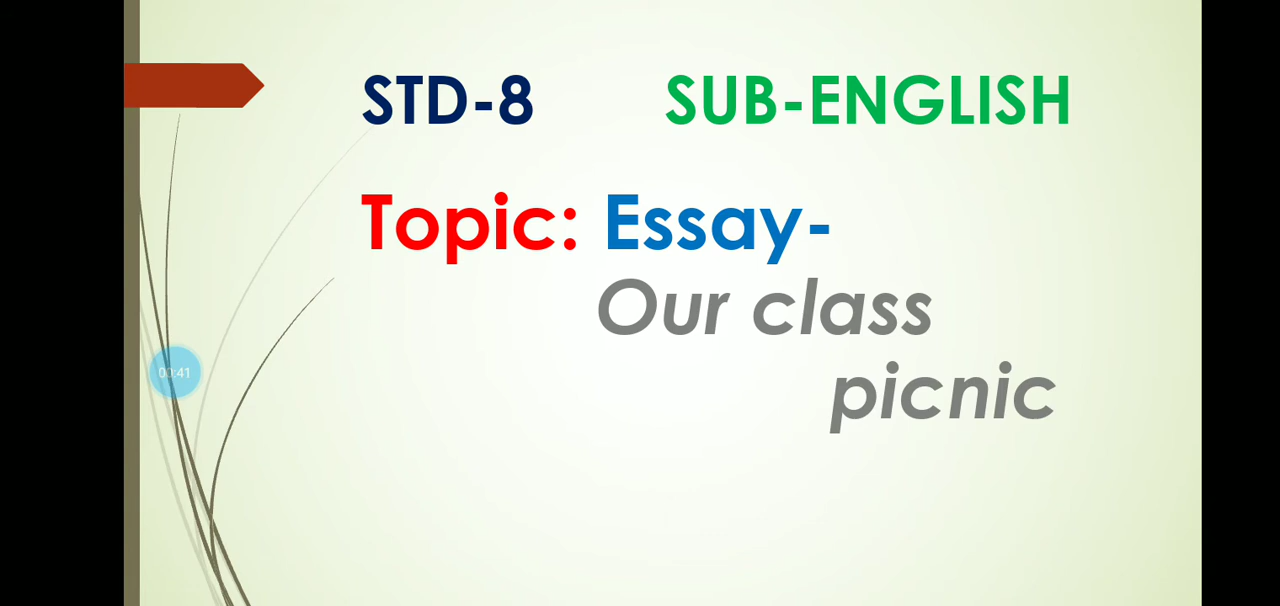 STD-8 SUB-ENGLISH
Topic: Essay-
Our class
picnic
00:41